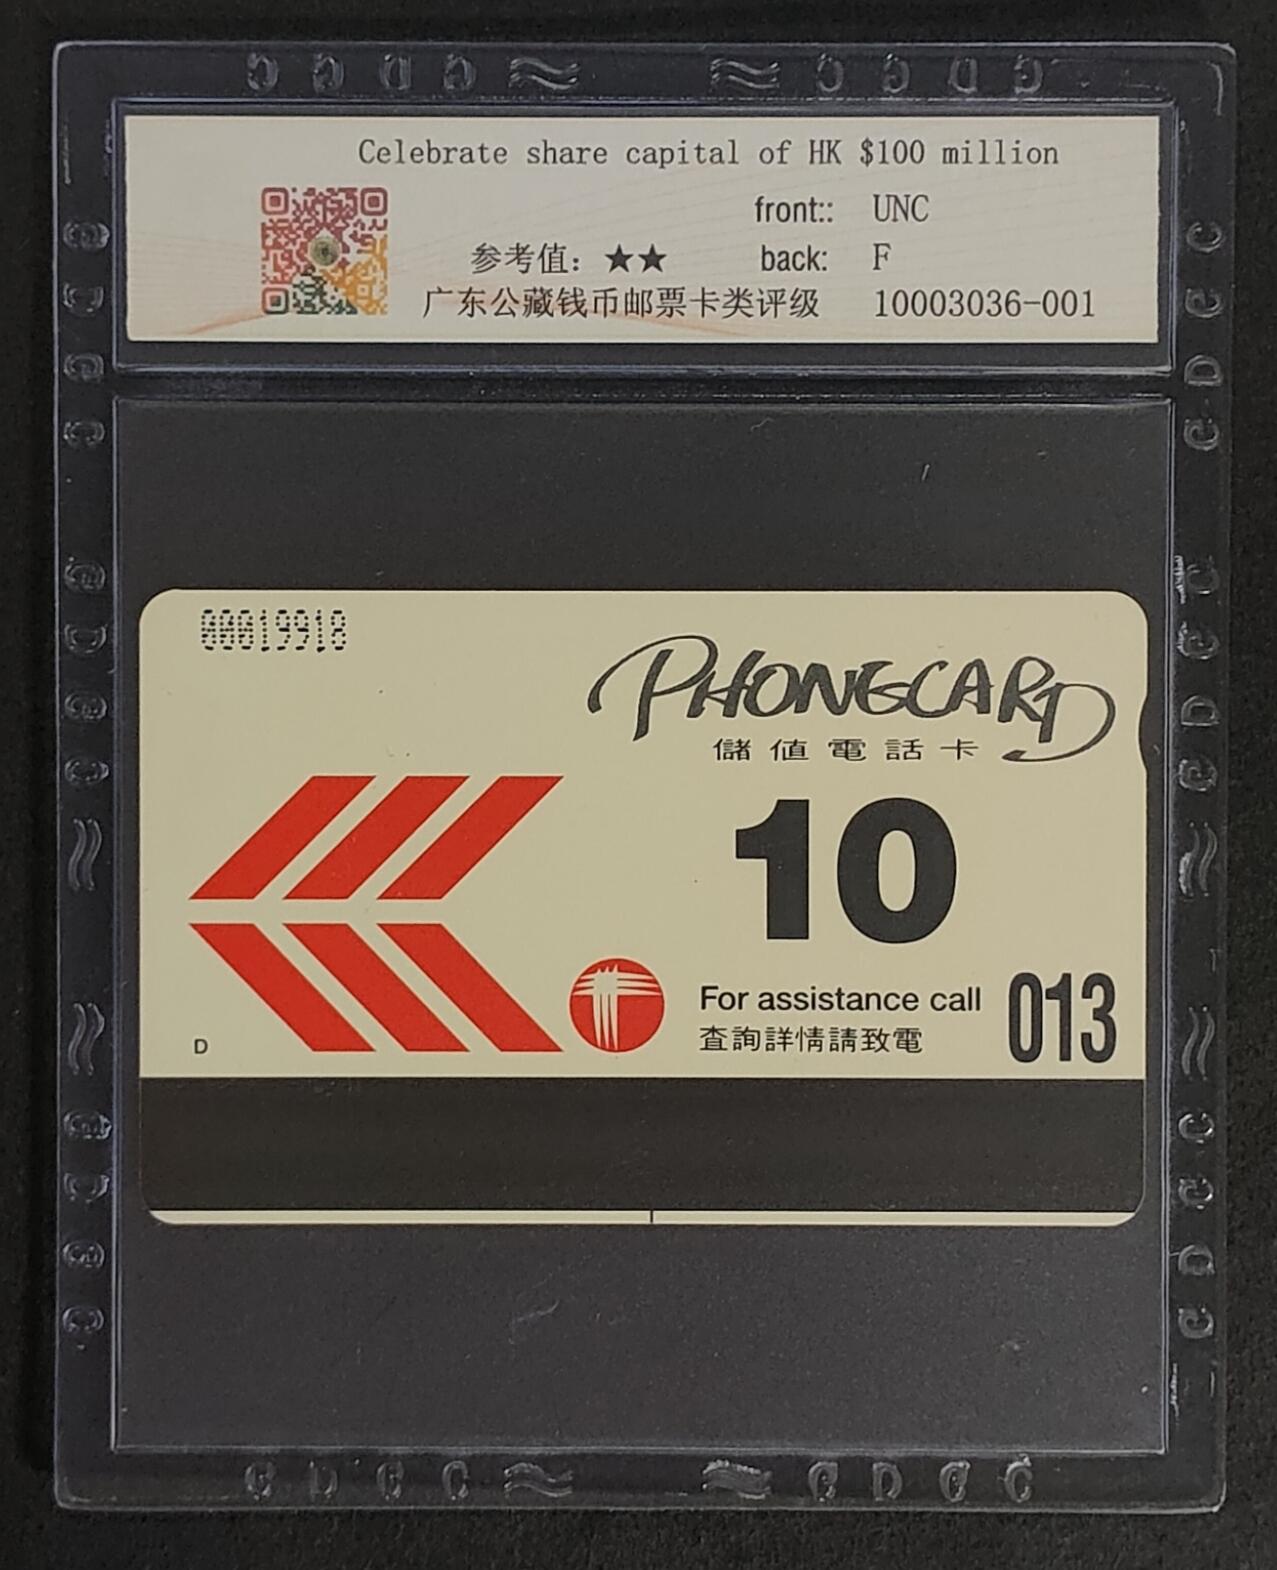 Celebrate share capital of HK $100 million
front:: UNC
参考值：★★ back: F
广东公藏钱币邮票卡类评级 10003036-001
00019918
PHONECARD
儲值電話卡
10
For assistance call 013
查詢詳情請致電
D